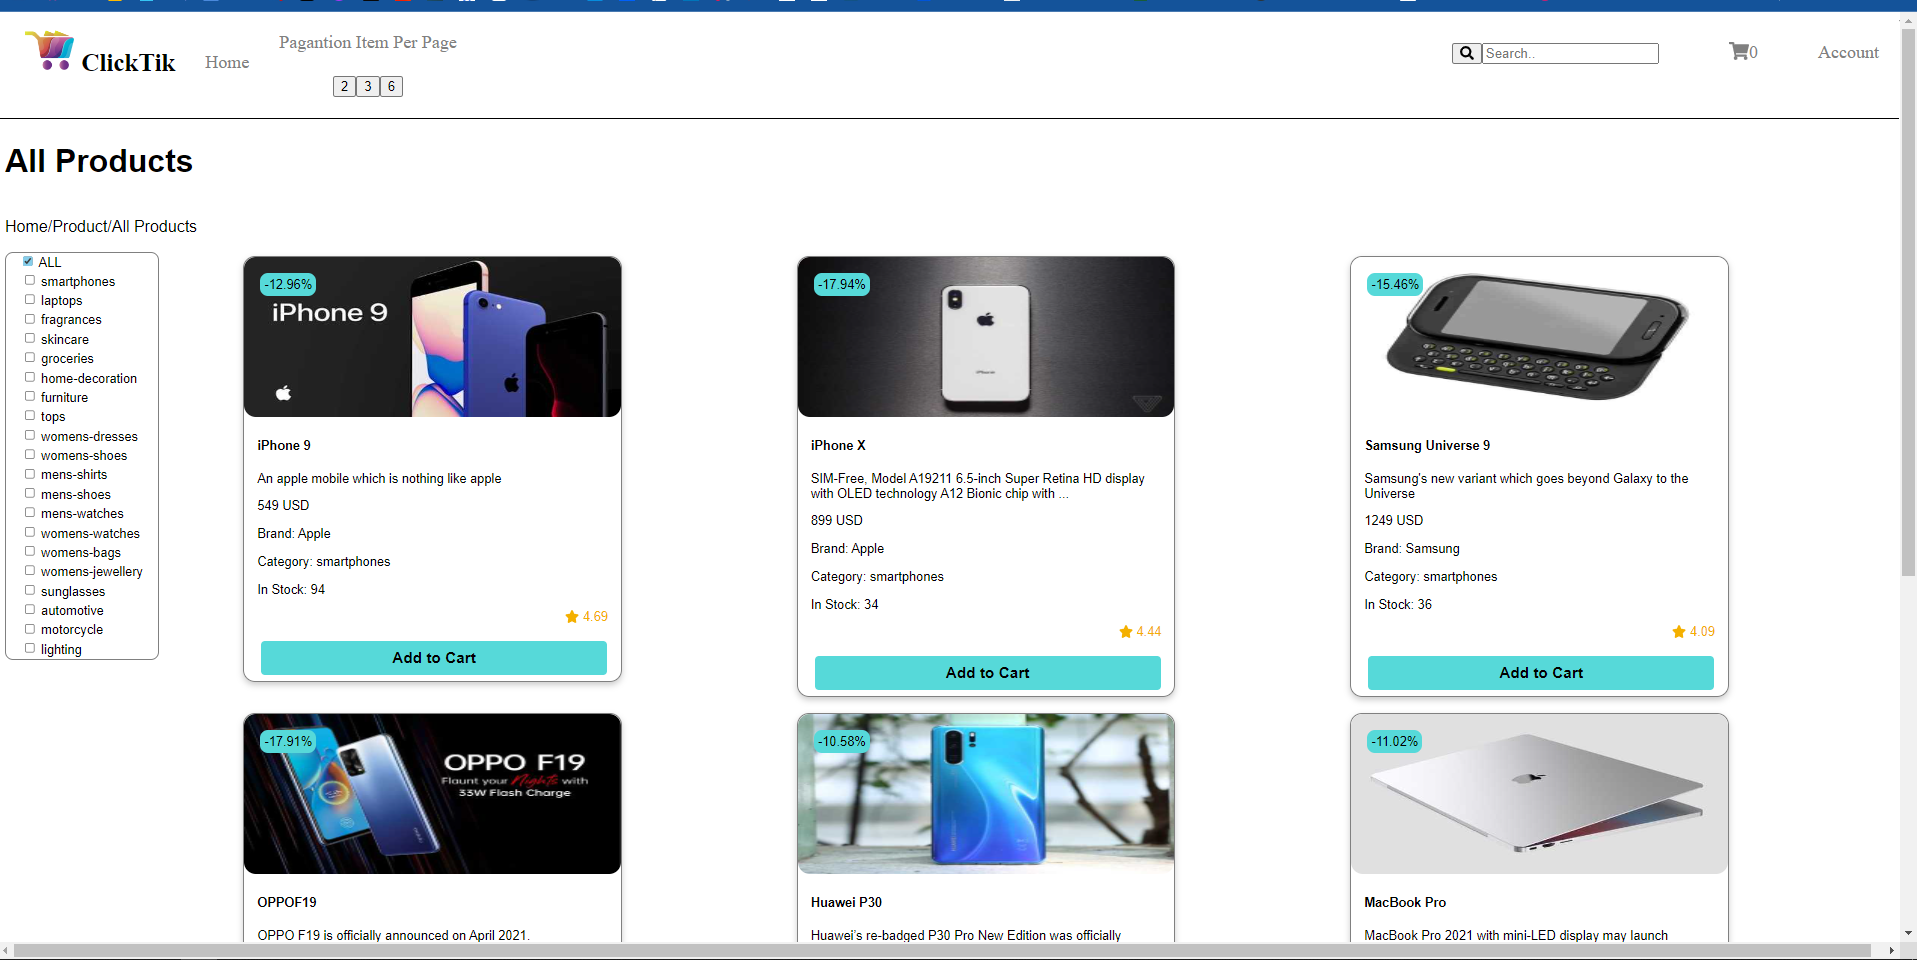 ClickTik
Home
Pagantion Item Per Page
2 3 6
Search..
0
Account
All Products
Home/Product/All Products
ALL
smartphones
laptops
fragrances
skincare
groceries
home-decoration
furniture
tops
womens-dresses
womens-shoes
mens-shirts
mens-shoes
mens-watches
womens-watches
womens-bags
womens-jewellery
sunglasses
automotive
motorcycle
lighting
-12.96%
iPhone 9
iPhone 9
An apple mobile which is nothing like apple
549 USD
Brand: Apple
Category: smartphones
In Stock: 94
4.69
Add to Cart
-17.94%
iPhone X
SIM-Free, Model A19211 6.5-inch Super Retina HD display
with OLED technology A12 Bionic chip with ...
899 USD
Brand: Apple
Category: smartphones
In Stock: 34
4.44
Add to Cart
-15.46%
Samsung Universe 9
Samsung's new variant which goes beyond Galaxy to the
Universe
1249 USD
Brand: Samsung
Category: smartphones
In Stock: 36
4.09
Add to Cart
-17.91%
OPPO F19
Flaunt your Nights with
33W Flash Charge
OPPOF19
OPPO F19 is officially announced on April 2021.
-10.58%
Huawei P30
Huawei's re-badged P30 Pro New Edition was officially
-11.02%
MacBook Pro
MacBook Pro 2021 with mini-LED display may launch